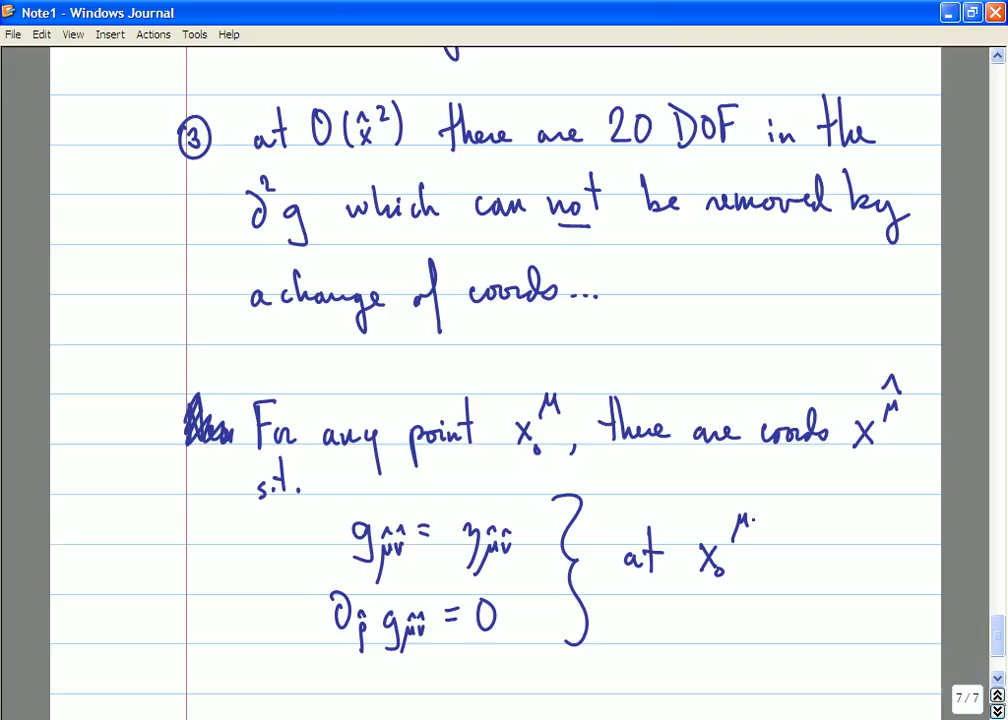 Note1 - Windows Journal
File Edit View Insert Actions Tools Help
③ at O(x̂²) there are 20 DOF in the
∂²g which can not be removed by
a change of coords...
For any point x₀^μ, there are coords x^μ̂
s.t.
g_μ̂ν̂ = η_μ̂ν̂
∂_ρ̂ g_μ̂ν̂ = 0 } at x₀^μ
7/7